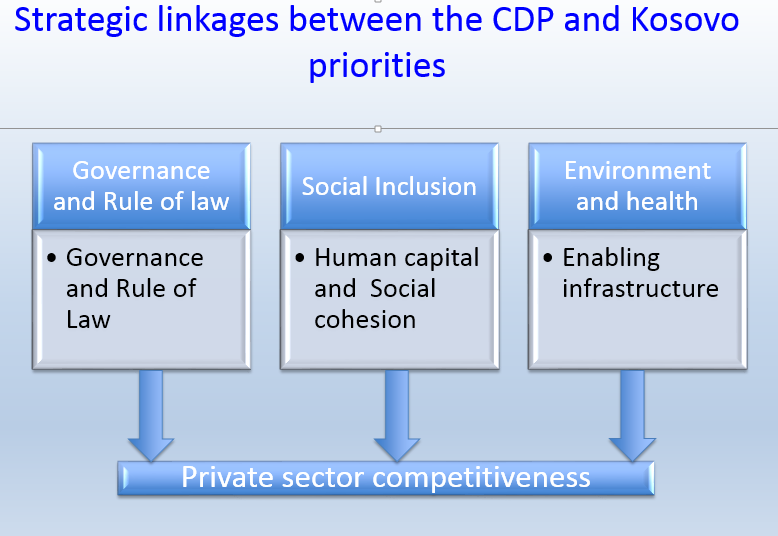 Strategic linkages between the CDP and Kosovo
priorities
Governance
and Rule of law
• Governance
and Rule of
Law
Social Inclusion
• Human capital
and Social
cohesion
Environment
and health
• Enabling
infrastructure
Private sector competitiveness